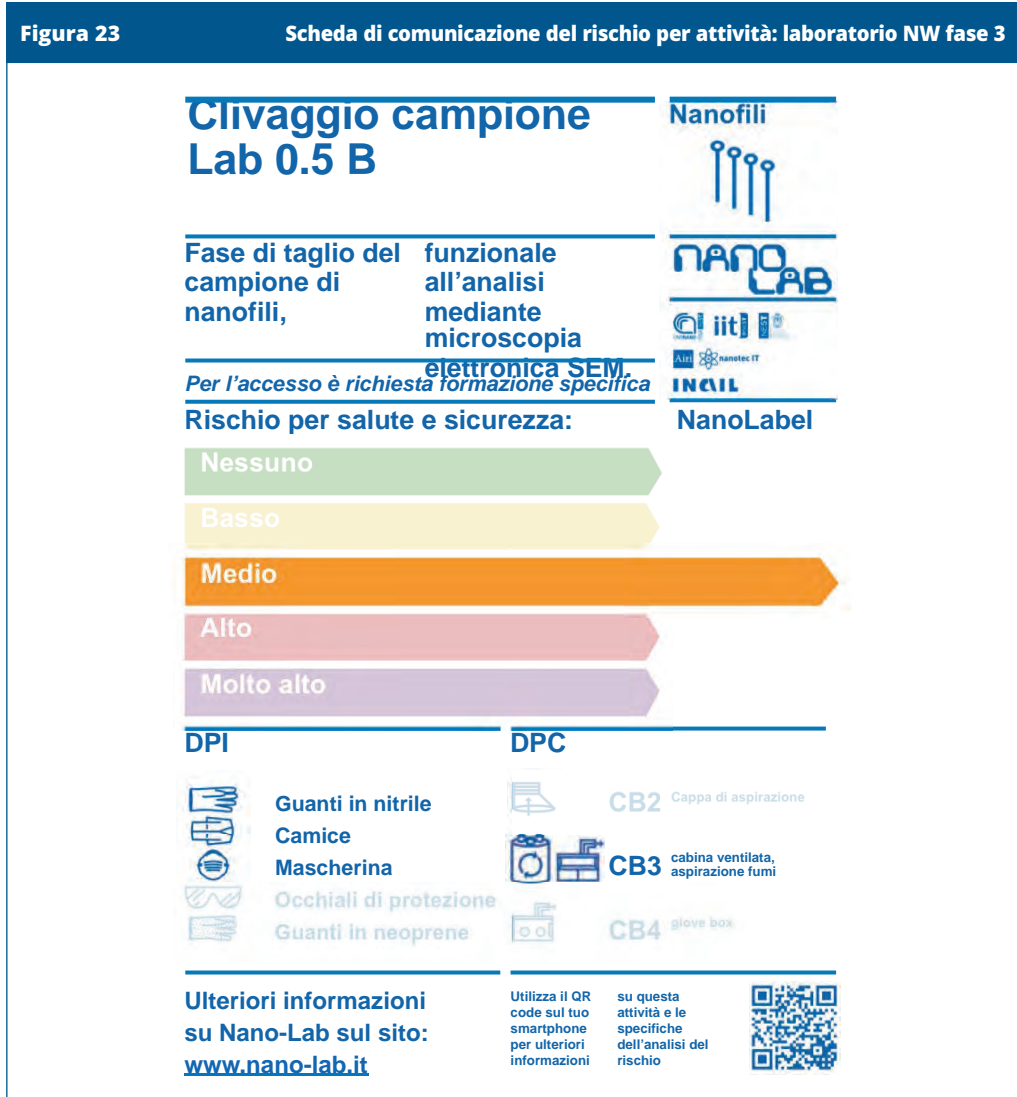 Figura 23
Scheda di comunicazione del rischio per attività: laboratorio NW fase 3
Clivaggio campione
Lab 0.5 B
Nanofili
Fase di taglio del
campione di
nanofili,
funzionale
all’analisi
mediante
microscopia
elettronica SEM.
NANO
LAB
iit
NEST
Airi
nanotec IT
INAIL
Per l’accesso è richiesta formazione specifica
Rischio per salute e sicurezza:
NanoLabel
Nessuno
Basso
Medio
Alto
Molto alto
DPI
Guanti in nitrile
Camice
Mascherina
Occhiali di protezione
Guanti in neoprene
DPC
CB2 Cappa di aspirazione
CB3 cabina ventilata,
aspirazione fumi
CB4 glove box
Ulteriori informazioni
su Nano-Lab sul sito:
www.nano-lab.it
Utilizza il QR
code sul tuo
smartphone
per ulteriori
informazioni
su questa
attività e le
specifiche
dell’analisi del
rischio